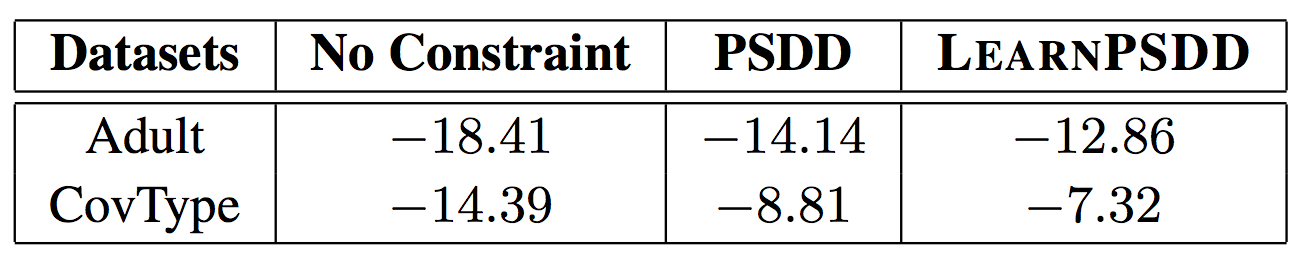 Datasets No Constraint PSDD LEARNPSDD
Adult −18.41 −14.14 −12.86
CovType −14.39 −8.81 −7.32